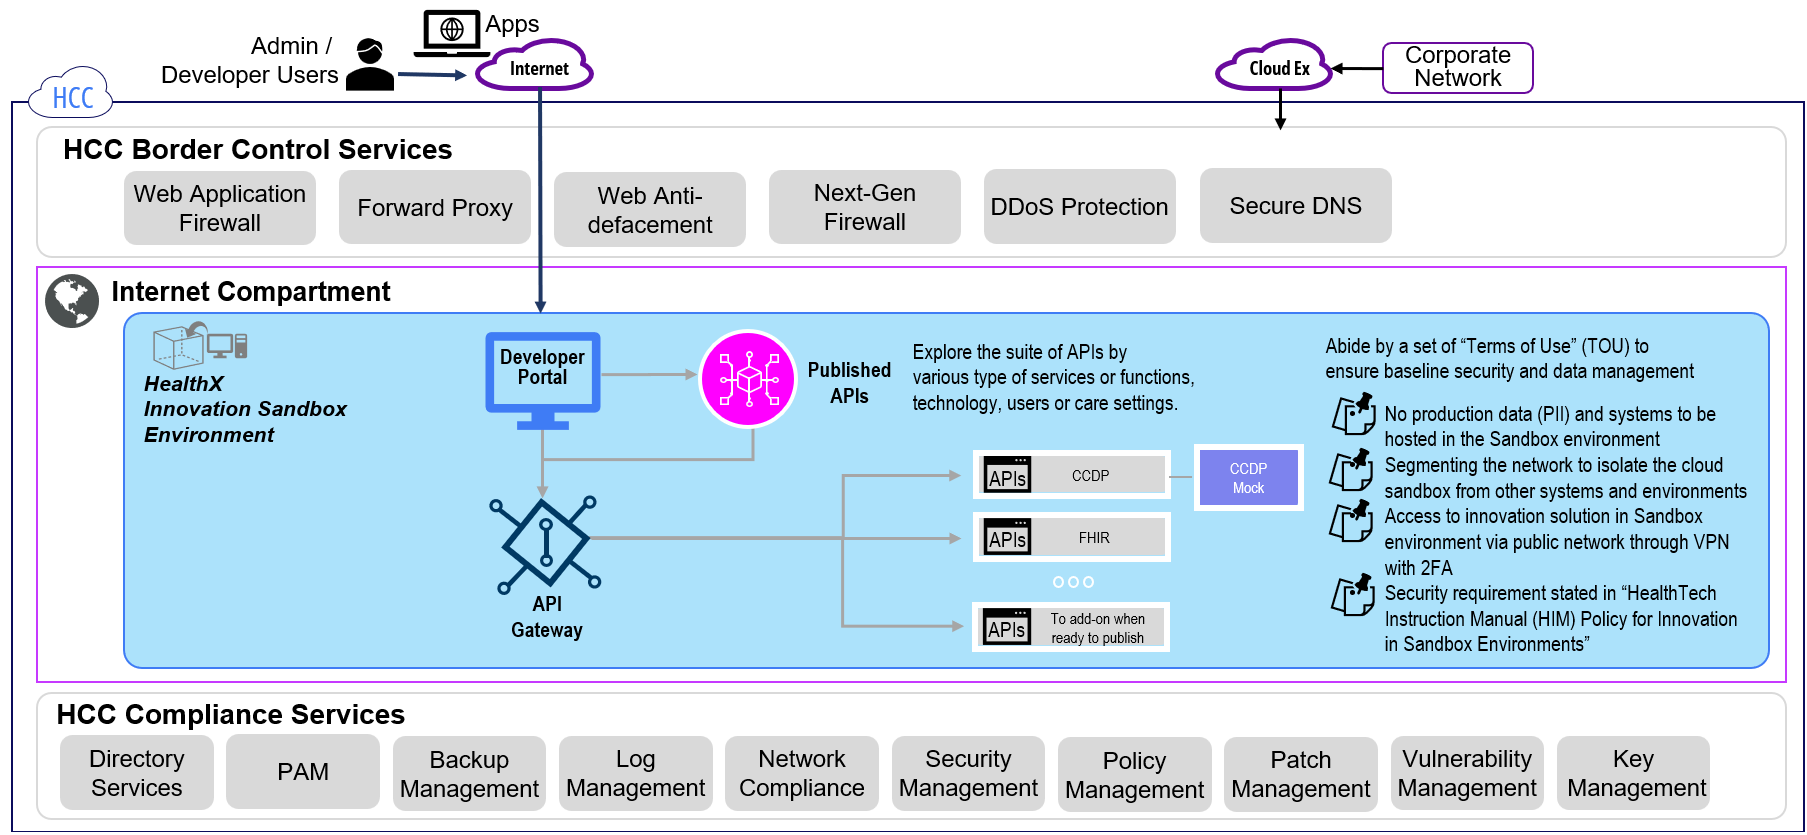 Apps
Admin /
Developer Users
Internet
Cloud Ex
Corporate
Network
HCC
HCC Border Control Services
Web Application
Firewall
Forward Proxy
Web Anti-
defacement
Next-Gen
Firewall
DDoS Protection
Secure DNS
Internet Compartment
HealthX
Innovation Sandbox
Environment
Developer
Portal
Published
APIs
Explore the suite of APIs by
various type of services or functions,
technology, users or care settings.
API
Gateway
APIs
CCDP
CCDP
Mock
APIs
FHIR
APIs
To add-on when
ready to publish
Abide by a set of “Terms of Use” (TOU) to
ensure baseline security and data management
No production data (PII) and systems to be
hosted in the Sandbox environment
Segmenting the network to isolate the cloud
sandbox from other systems and environments
Access to innovation solution in Sandbox
environment via public network through VPN
with 2FA
Security requirement stated in “HealthTech
Instruction Manual (HIM) Policy for Innovation
in Sandbox Environments”
HCC Compliance Services
Directory
Services
PAM
Backup
Management
Log
Management
Network
Compliance
Security
Management
Policy
Management
Patch
Management
Vulnerability
Management
Key
Management